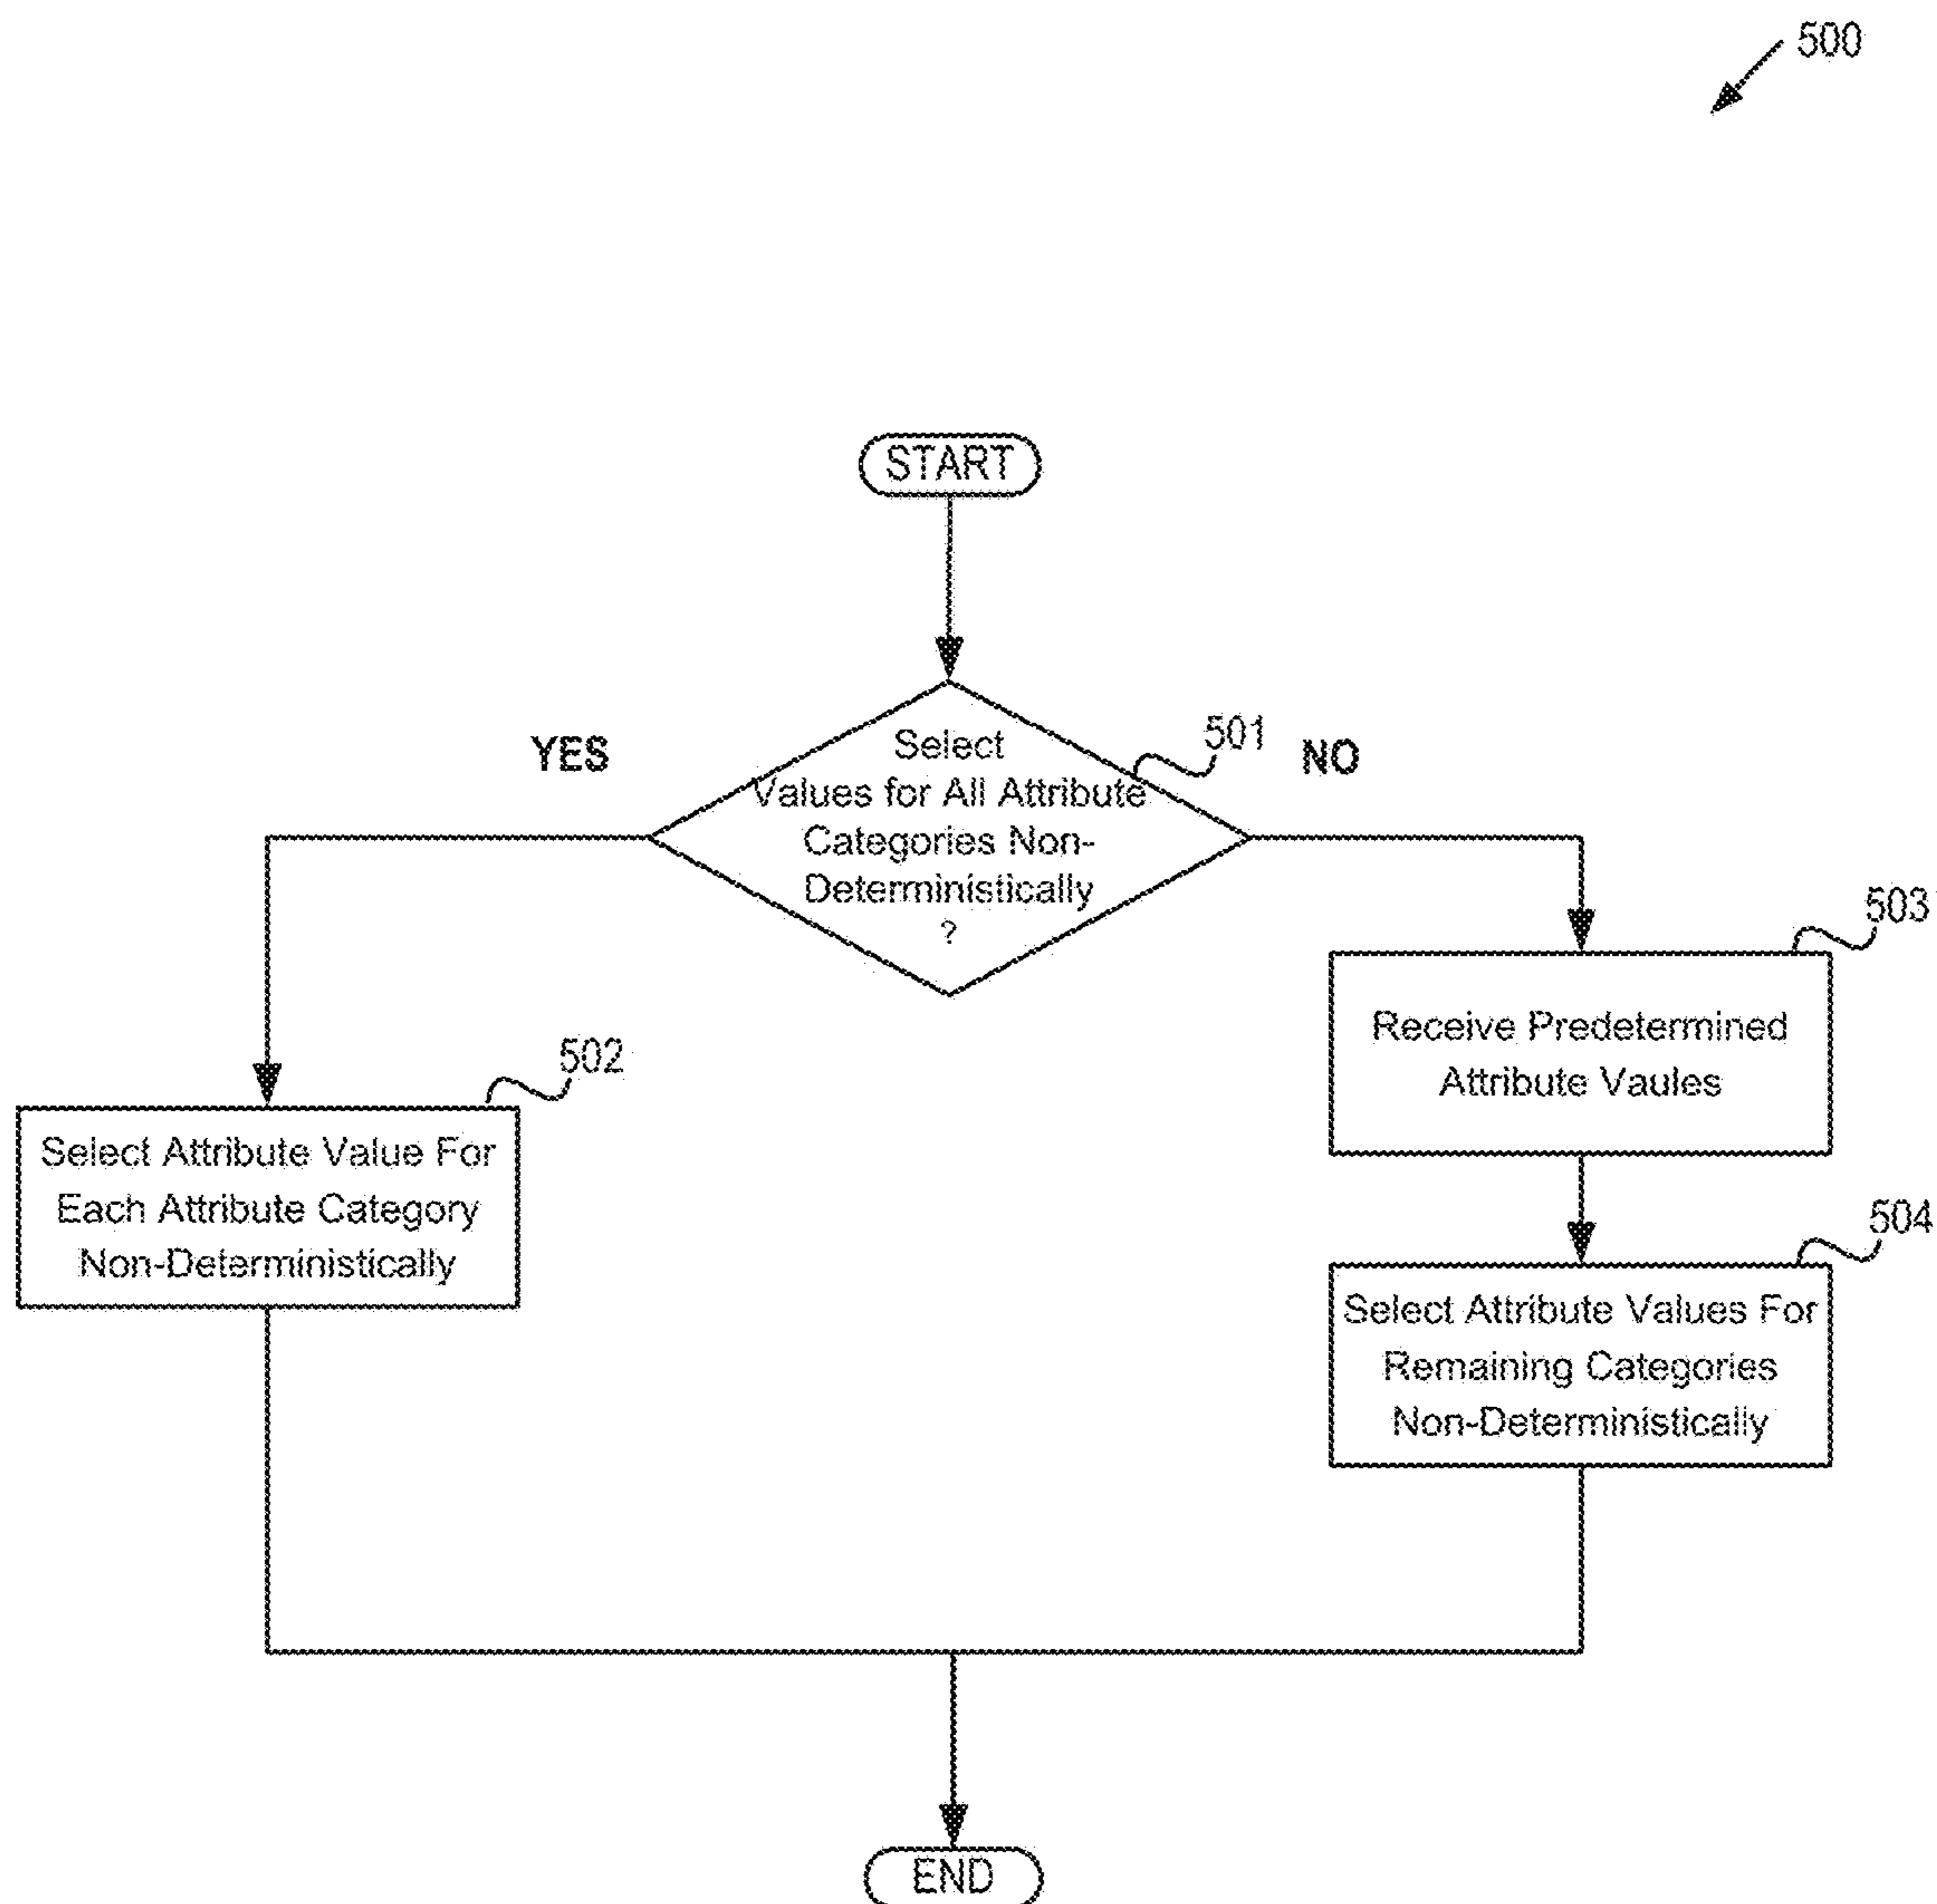 500
START
YES
501
NO
Select
Values for All Attribute
Categories Non-
Deterministically
?
503
Receive Predetermined
Attribute Vaules
502
Select Attribute Value For
Each Attribute Category
Non-Deterministically
504
Select Attribute Values For
Remaining Categories
Non-Deterministically
END